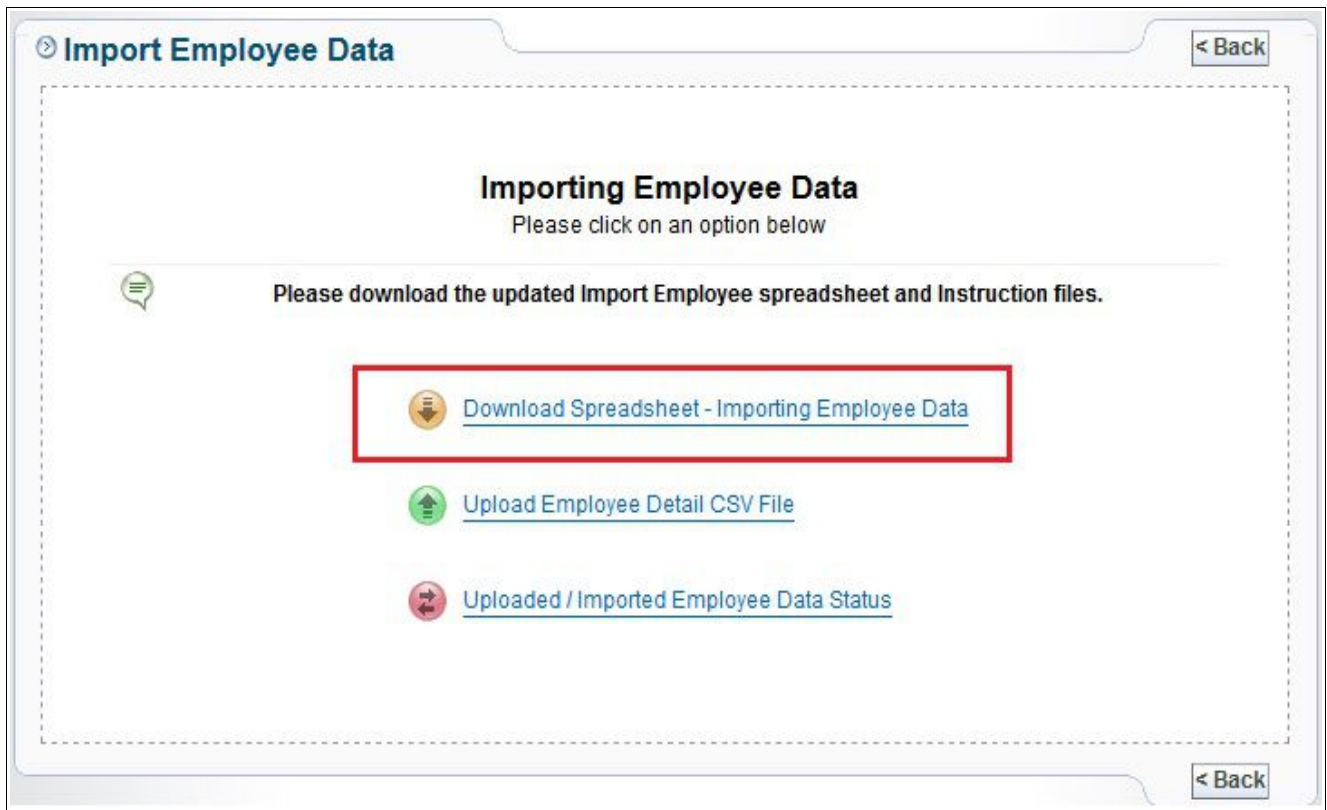 Import Employee Data
< Back
Importing Employee Data
Please click on an option below
Please download the updated Import Employee spreadsheet and Instruction files.
Download Spreadsheet - Importing Employee Data
Upload Employee Detail CSV File
Uploaded / Imported Employee Data Status
< Back